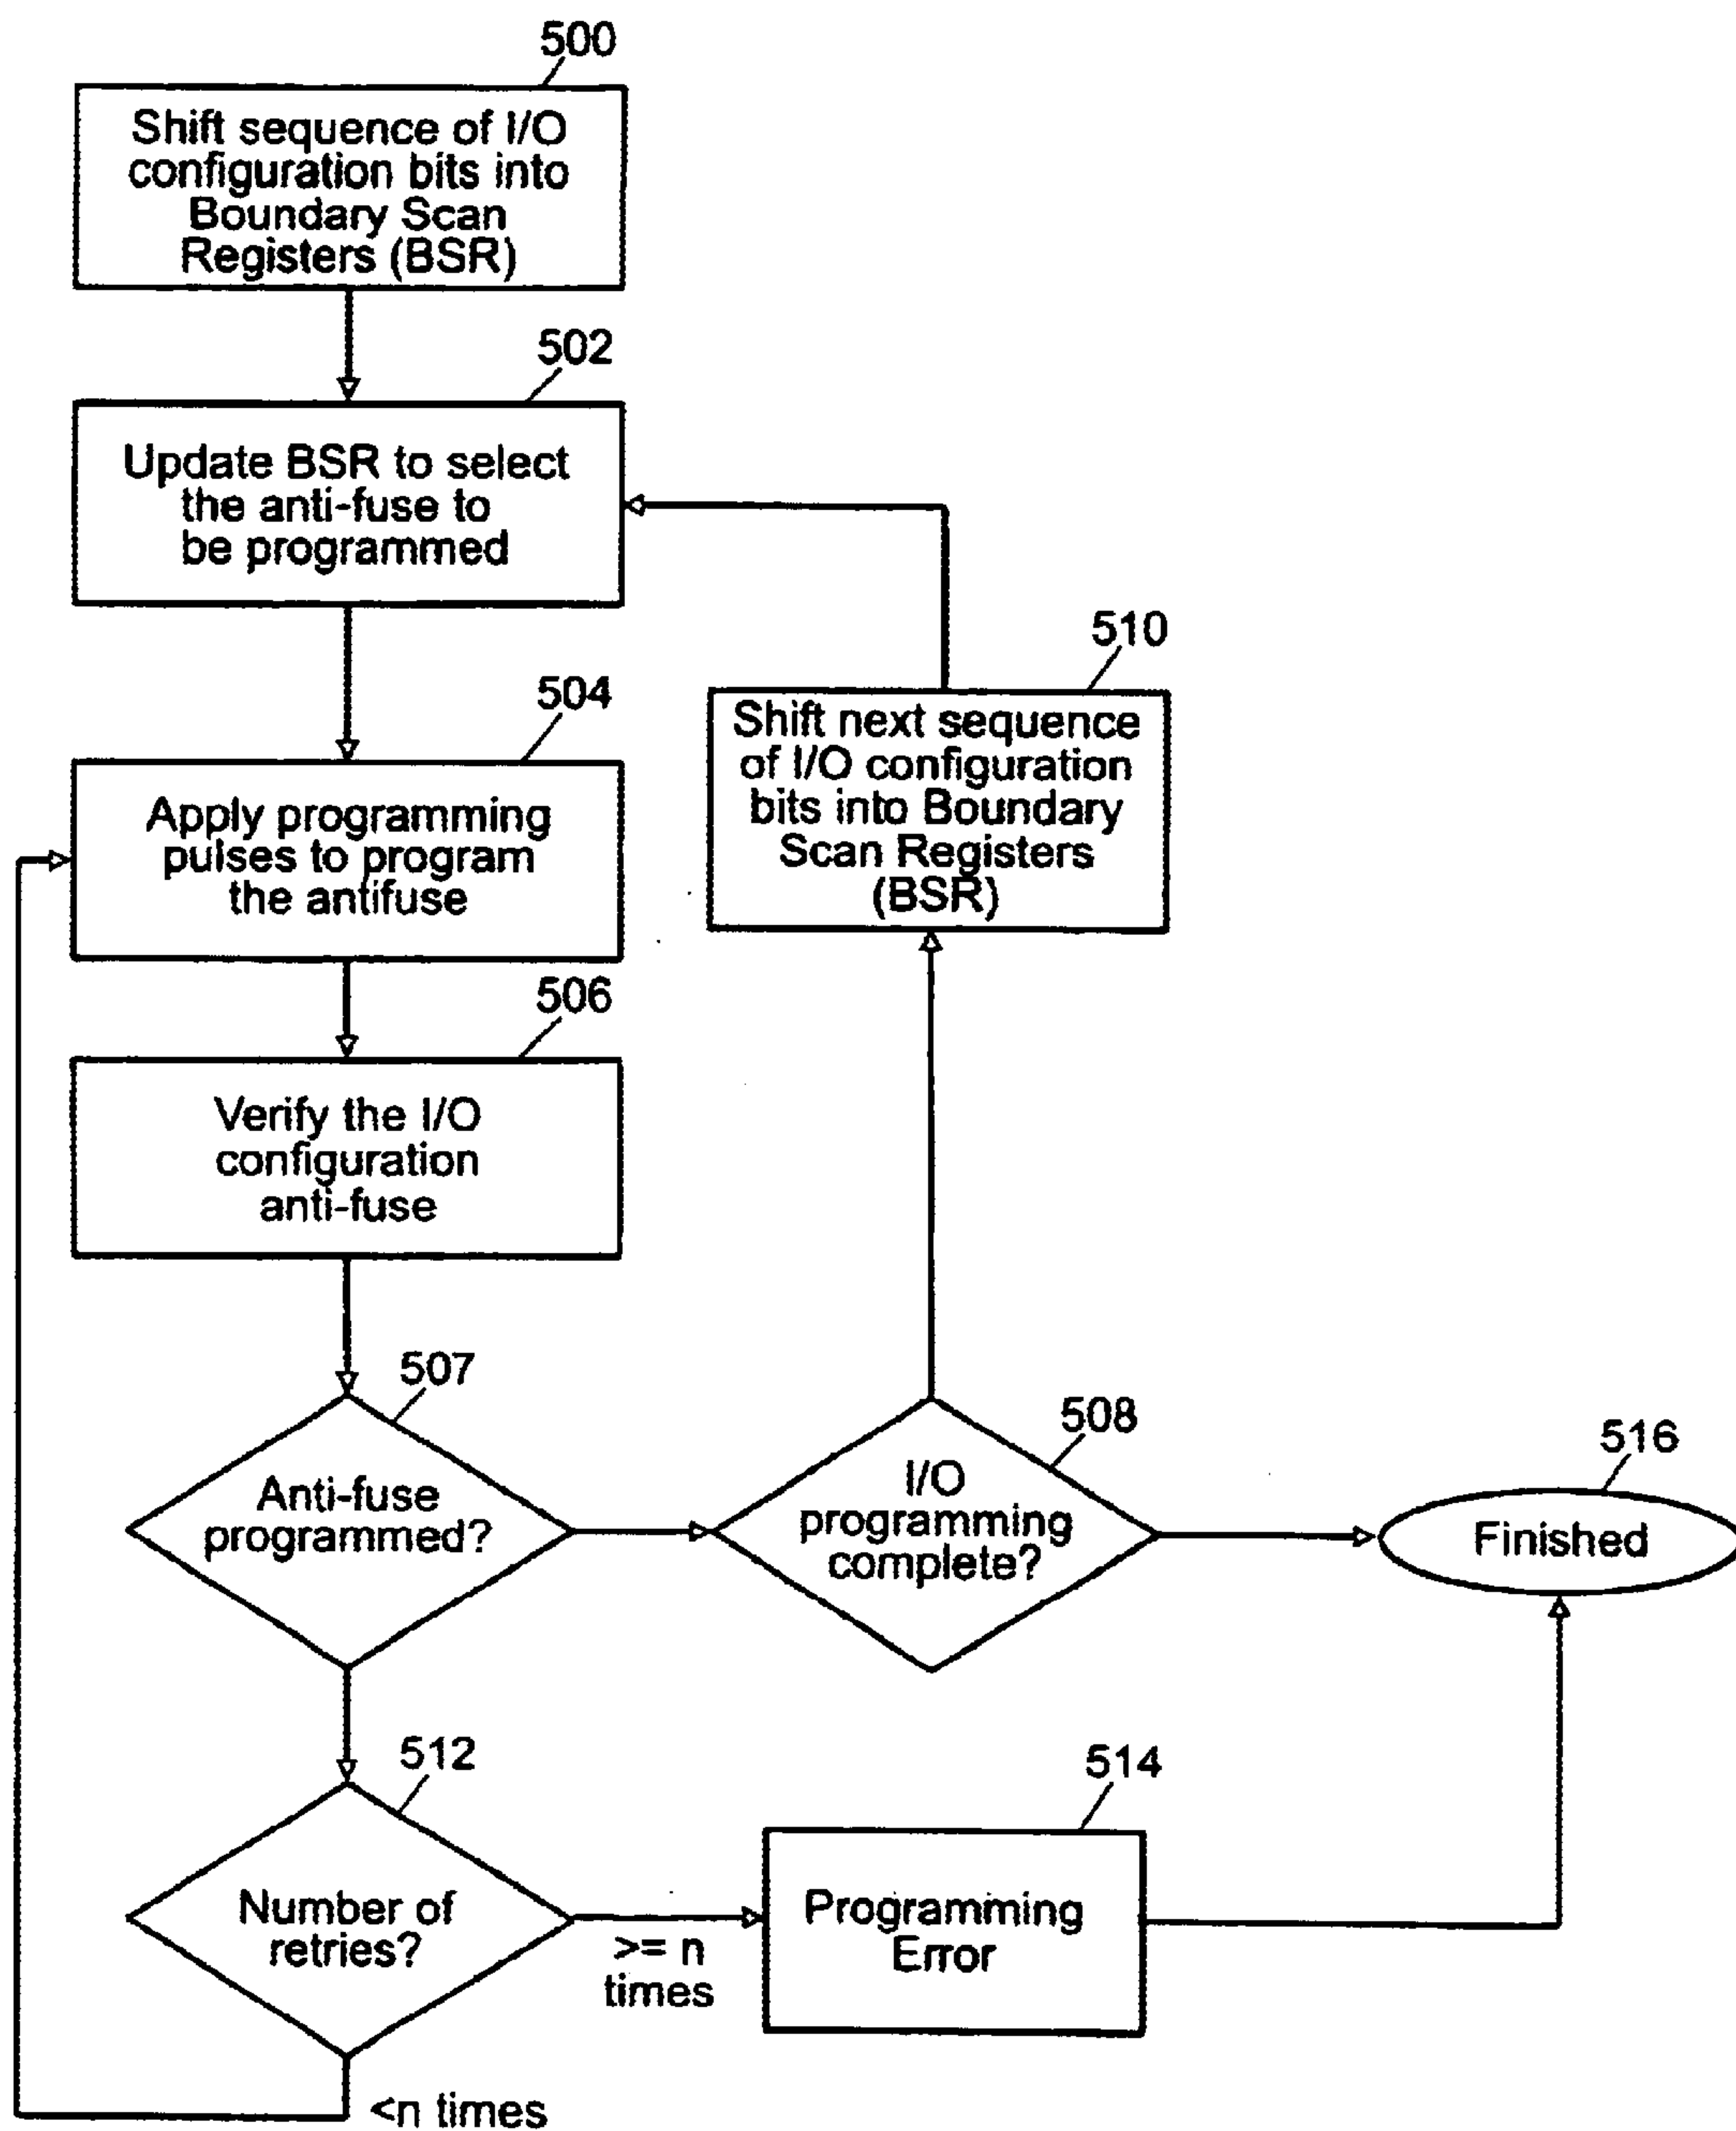 500
Shift sequence of I/O
configuration bits into
Boundary Scan
Registers (BSR)
502
Update BSR to select
the anti-fuse to
be programmed
504
Apply programming
pulses to program
the antifuse
506
Verify the I/O
configuration
anti-fuse
507
Anti-fuse
programmed?
508
I/O
programming
complete?
510
Shift next sequence
of I/O configuration
bits into Boundary
Scan Registers
(BSR)
512
Number of
retries?
>= n
times
<n times
514
Programming
Error
516
Finished